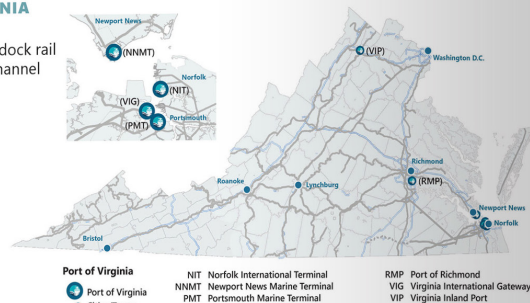 NIA
dock rail
hannel
Newport News
(NNMT)
Norfolk
(NIT)
(VIG)
Portsmouth
(PMT)
(VIP)
Washington D.C.
Richmond
(RMP)
Roanoke
Lynchburg
Newport News
Norfolk
Bristol
Port of Virginia
Port of Virginia
NIT Norfolk International Terminal
NNMT Newport News Marine Terminal
PMT Portsmouth Marine Terminal
RMP Port of Richmond
VIG Virginia International Gateway
VIP Virginia Inland Port